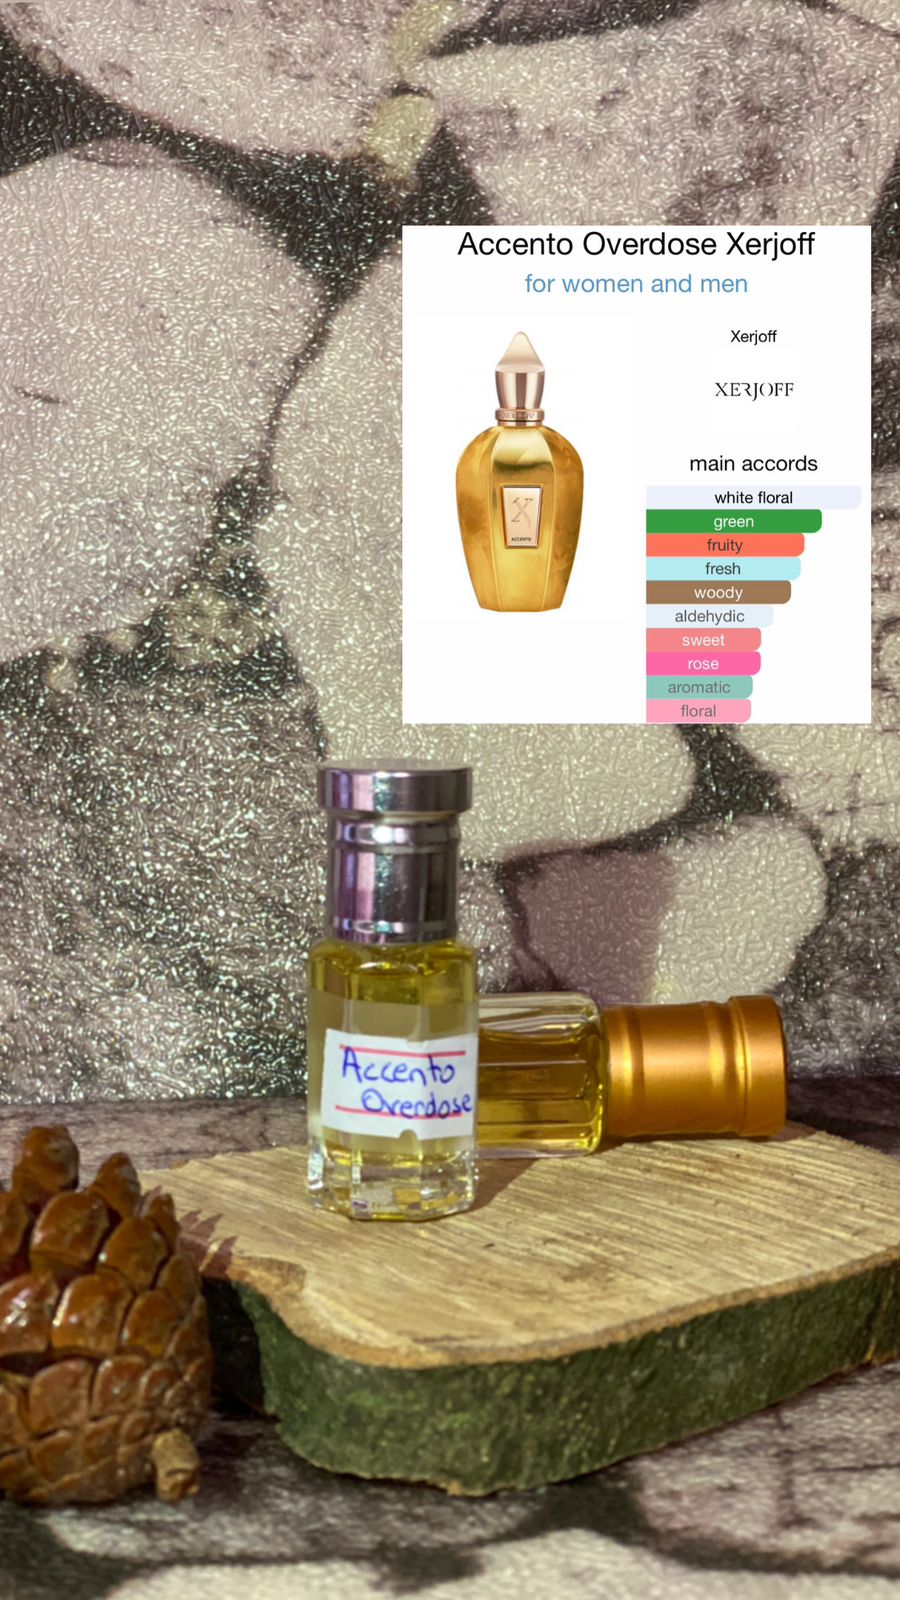 Accento Overdose Xerjoff
for women and men
Xerjoff
XERJOFF
main accords
white floral
green
fruity
fresh
woody
aldehydic
sweet
rose
aromatic
floral
X
ACCENTO
Accento
Overdose